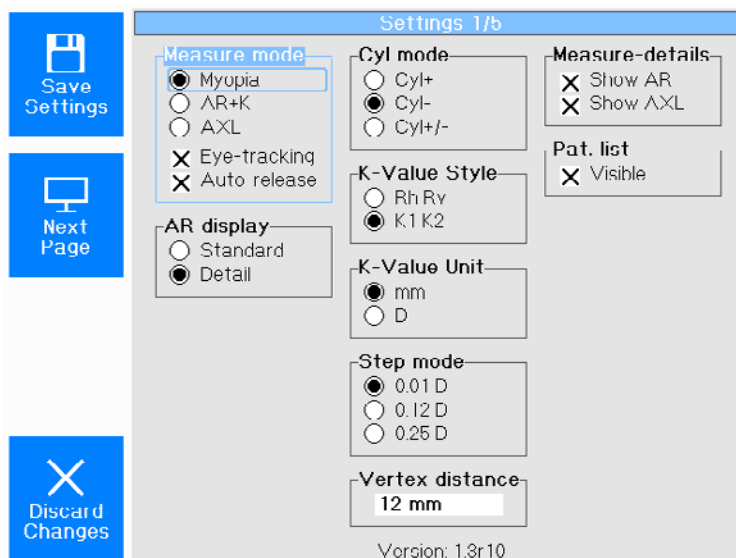 Settings 1/5
Save
Settings
Next
Page
Discard
Changes
Measure mode
Myopia
AR+K
AXL
Eye-tracking
Auto release
AR display
Standard
Detail
Cyl mode
Cyl+
Cyl-
Cyl+/-
K-Value Style
Rh Rv
K1 K2
K-Value Unit
mm
D
Step mode
0.01 D
0.12 D
0.25 D
Vertex distance
12 mm
Version: 1.3r10
Measure-details
Show AR
Show AXL
Pat. list
Visible